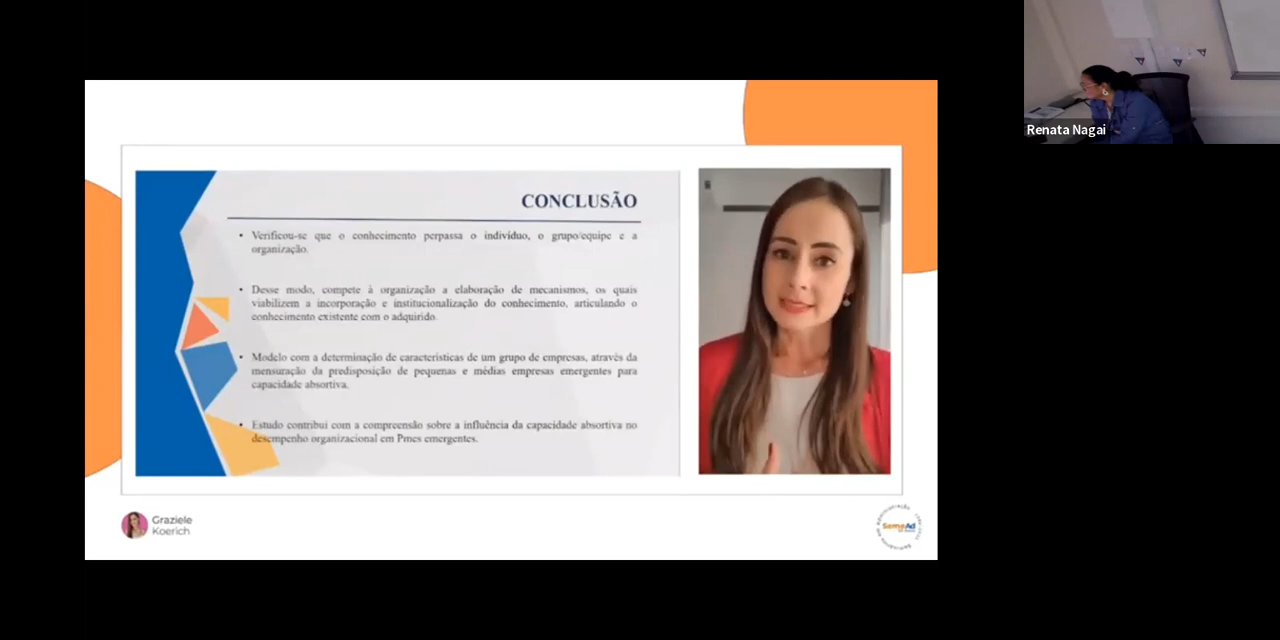 CONCLUSÃO
• Verificou-se que o conhecimento perpassa o indivíduo, o grupo/equipe e a
organização.
• Desse modo, compete à organização a elaboração de mecanismos, os quais
viabilizem a incorporação e institucionalização do conhecimento, articulando o
conhecimento existente com o adquirido.
• Modelo com a determinação de características de um grupo de empresas, através da
mensuração da predisposição de pequenas e médias empresas emergentes para
capacidade absortiva.
• Estudo contribui com a compreensão sobre a influência da capacidade absortiva no
desempenho organizacional em Pmes emergentes.
Graziele
Koerich
SemeAd
Renata Nagai